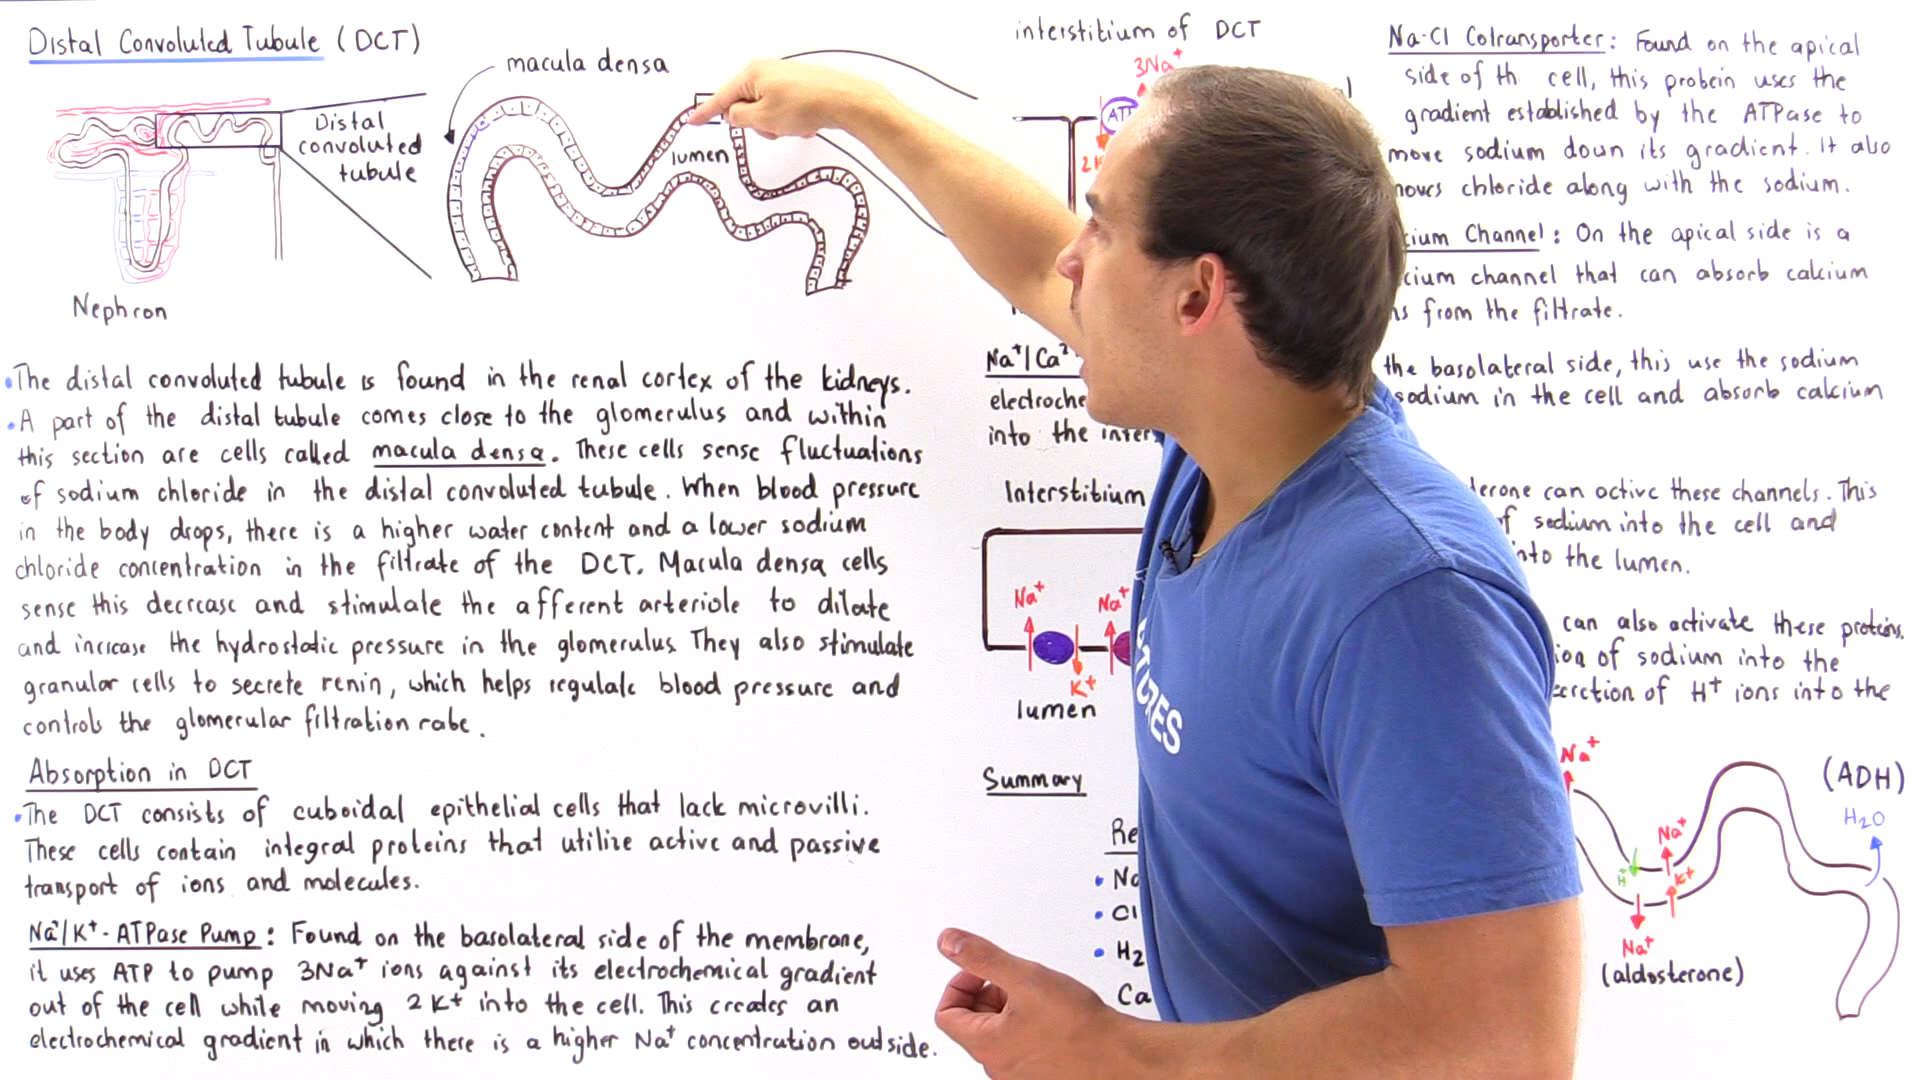 Distal Convoluted Tubule (DCT)
macula densa
Distal
convoluted
tubule
lumen
Nephron
•The distal convoluted tubule is found in the renal cortex of the kidneys.
•A part of the distal tubule comes close to the glomerulus and within
this section are cells called macula densa. These cells sense fluctuations
of sodium chloride in the distal convoluted tubule. When blood pressure
in the body drops, there is a higher water content and a lower sodium
chloride concentration in the filtrate of the DCT. Macula densa cells
sense this decrease and stimulate the afferent arteriole to dilate
and increase the hydrostatic pressure in the glomerulus. They also stimulate
granular cells to secrete renin, which helps regulate blood pressure and
controls the glomerular filtration rate.
Absorption in DCT
•The DCT consists of cuboidal epithelial cells that lack microvilli.
These cells contain integral proteins that utilize active and passive
transport of ions and molecules.
Na+/K+-ATPase Pump: Found on the basolateral side of the membrane,
it uses ATP to pump 3Na+ ions against its electrochemical gradient
out of the cell while moving 2K+ into the cell. This creates an
electrochemical gradient in which there is a higher Na+ concentration outside.
interstitium of DCT
3Na+
Na+/Ca2
into the
Interstitium
Na+
Na+
K+
lumen
Summary
• H2
Ca
Na-Cl Cotransporter: Found on the apical
side of th cell, this protein uses the
gradient established by the ATPase to
move sodium down its gradient. It also
chloride along with the sodium.
Channel: On the apical side is a
channel that can absorb calcium
from the filtrate.
the basolateral side, this use the sodium
sodium in the cell and absorb calcium
can active these channels. This
sodium into the cell and
into the lumen.
can also activate these proteins.
of sodium into the
of H+ ions into the
Na+
(ADH)
H2O
Na+
H+
K+
Na+
(aldosterone)